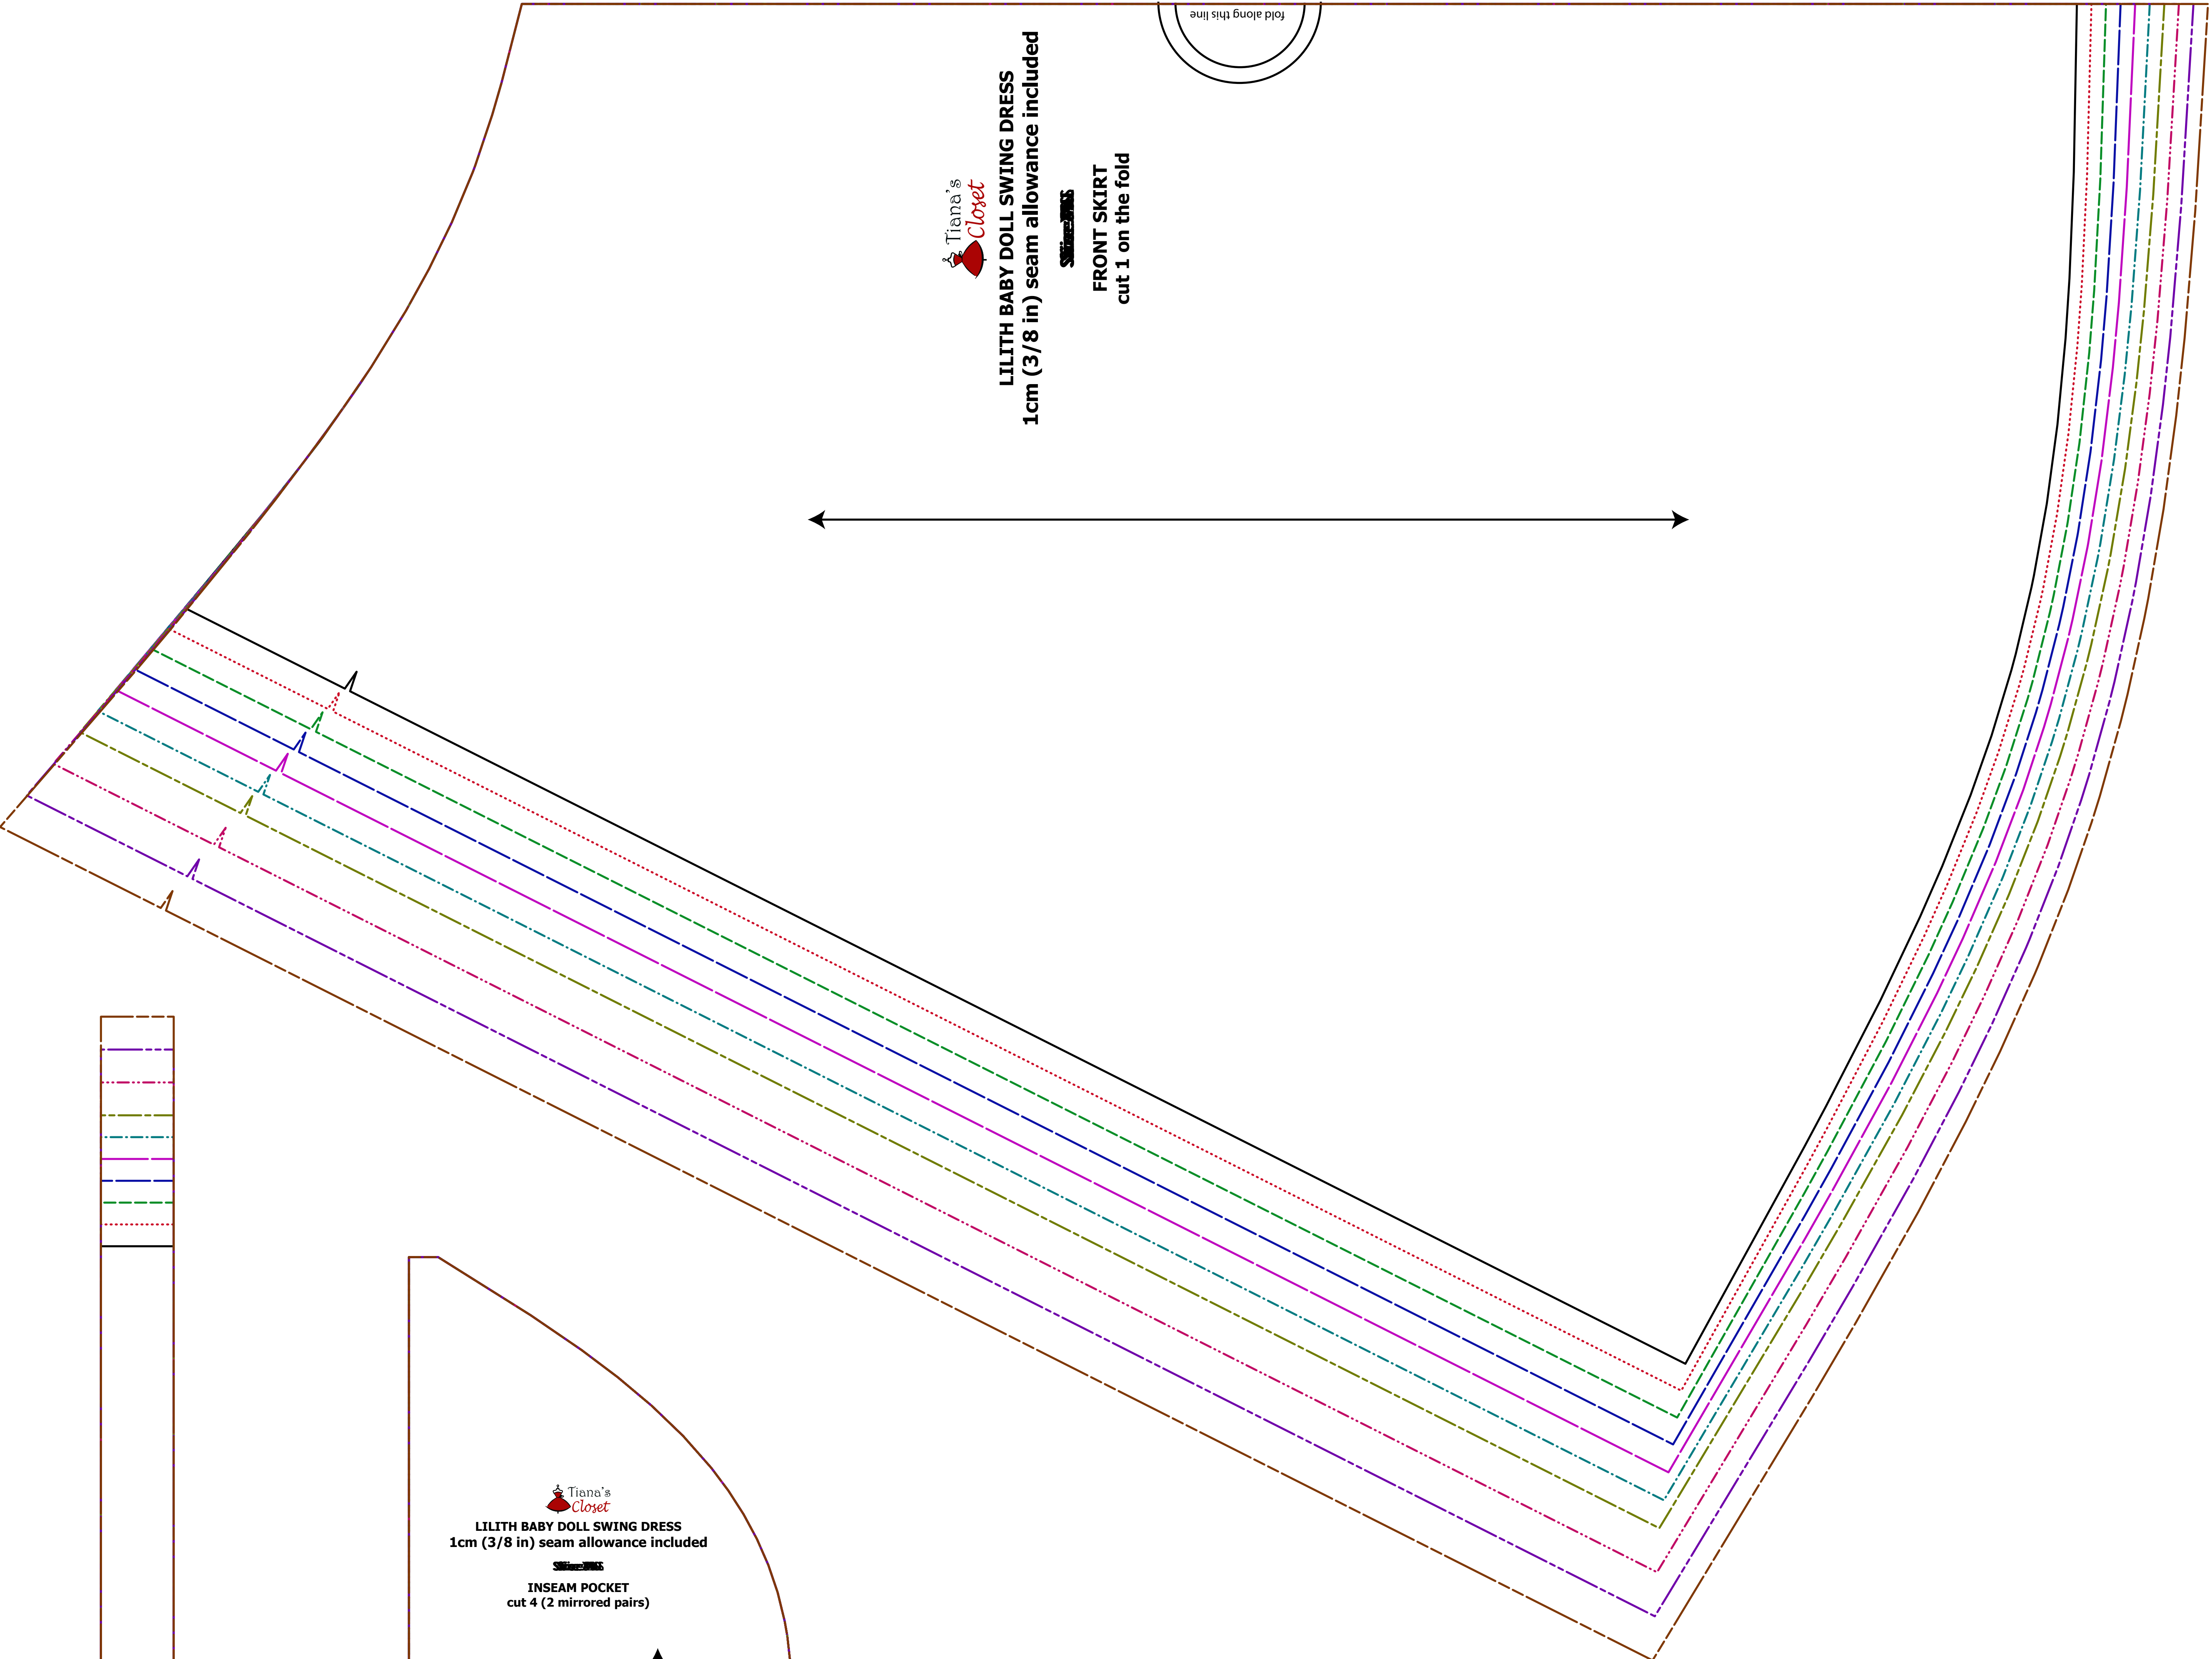 fold along this line
Tiana's
Closet
LILITH BABY DOLL SWING DRESS
1cm (3/8 in) seam allowance included
FRONT SKIRT
cut 1 on the fold
Tiana's
Closet
LILITH BABY DOLL SWING DRESS
1cm (3/8 in) seam allowance included
INSEAM POCKET
cut 4 (2 mirrored pairs)